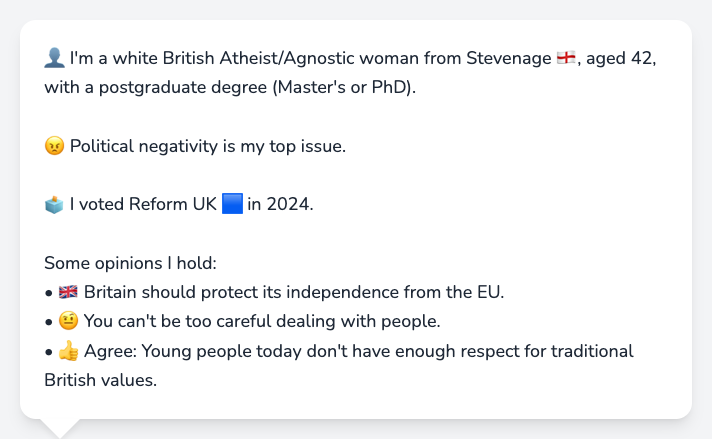 👤 I'm a white British Atheist/Agnostic woman from Stevenage 🏴󠁧󠁢󠁥󠁮󠁧󠁿, aged 42,
with a postgraduate degree (Master's or PhD).
😠 Political negativity is my top issue.
🗳️ I voted Reform UK 🟦 in 2024.
Some opinions I hold:
• 🇬🇧 Britain should protect its independence from the EU.
• 🤨 You can't be too careful dealing with people.
• 👍 Agree: Young people today don't have enough respect for traditional
British values.